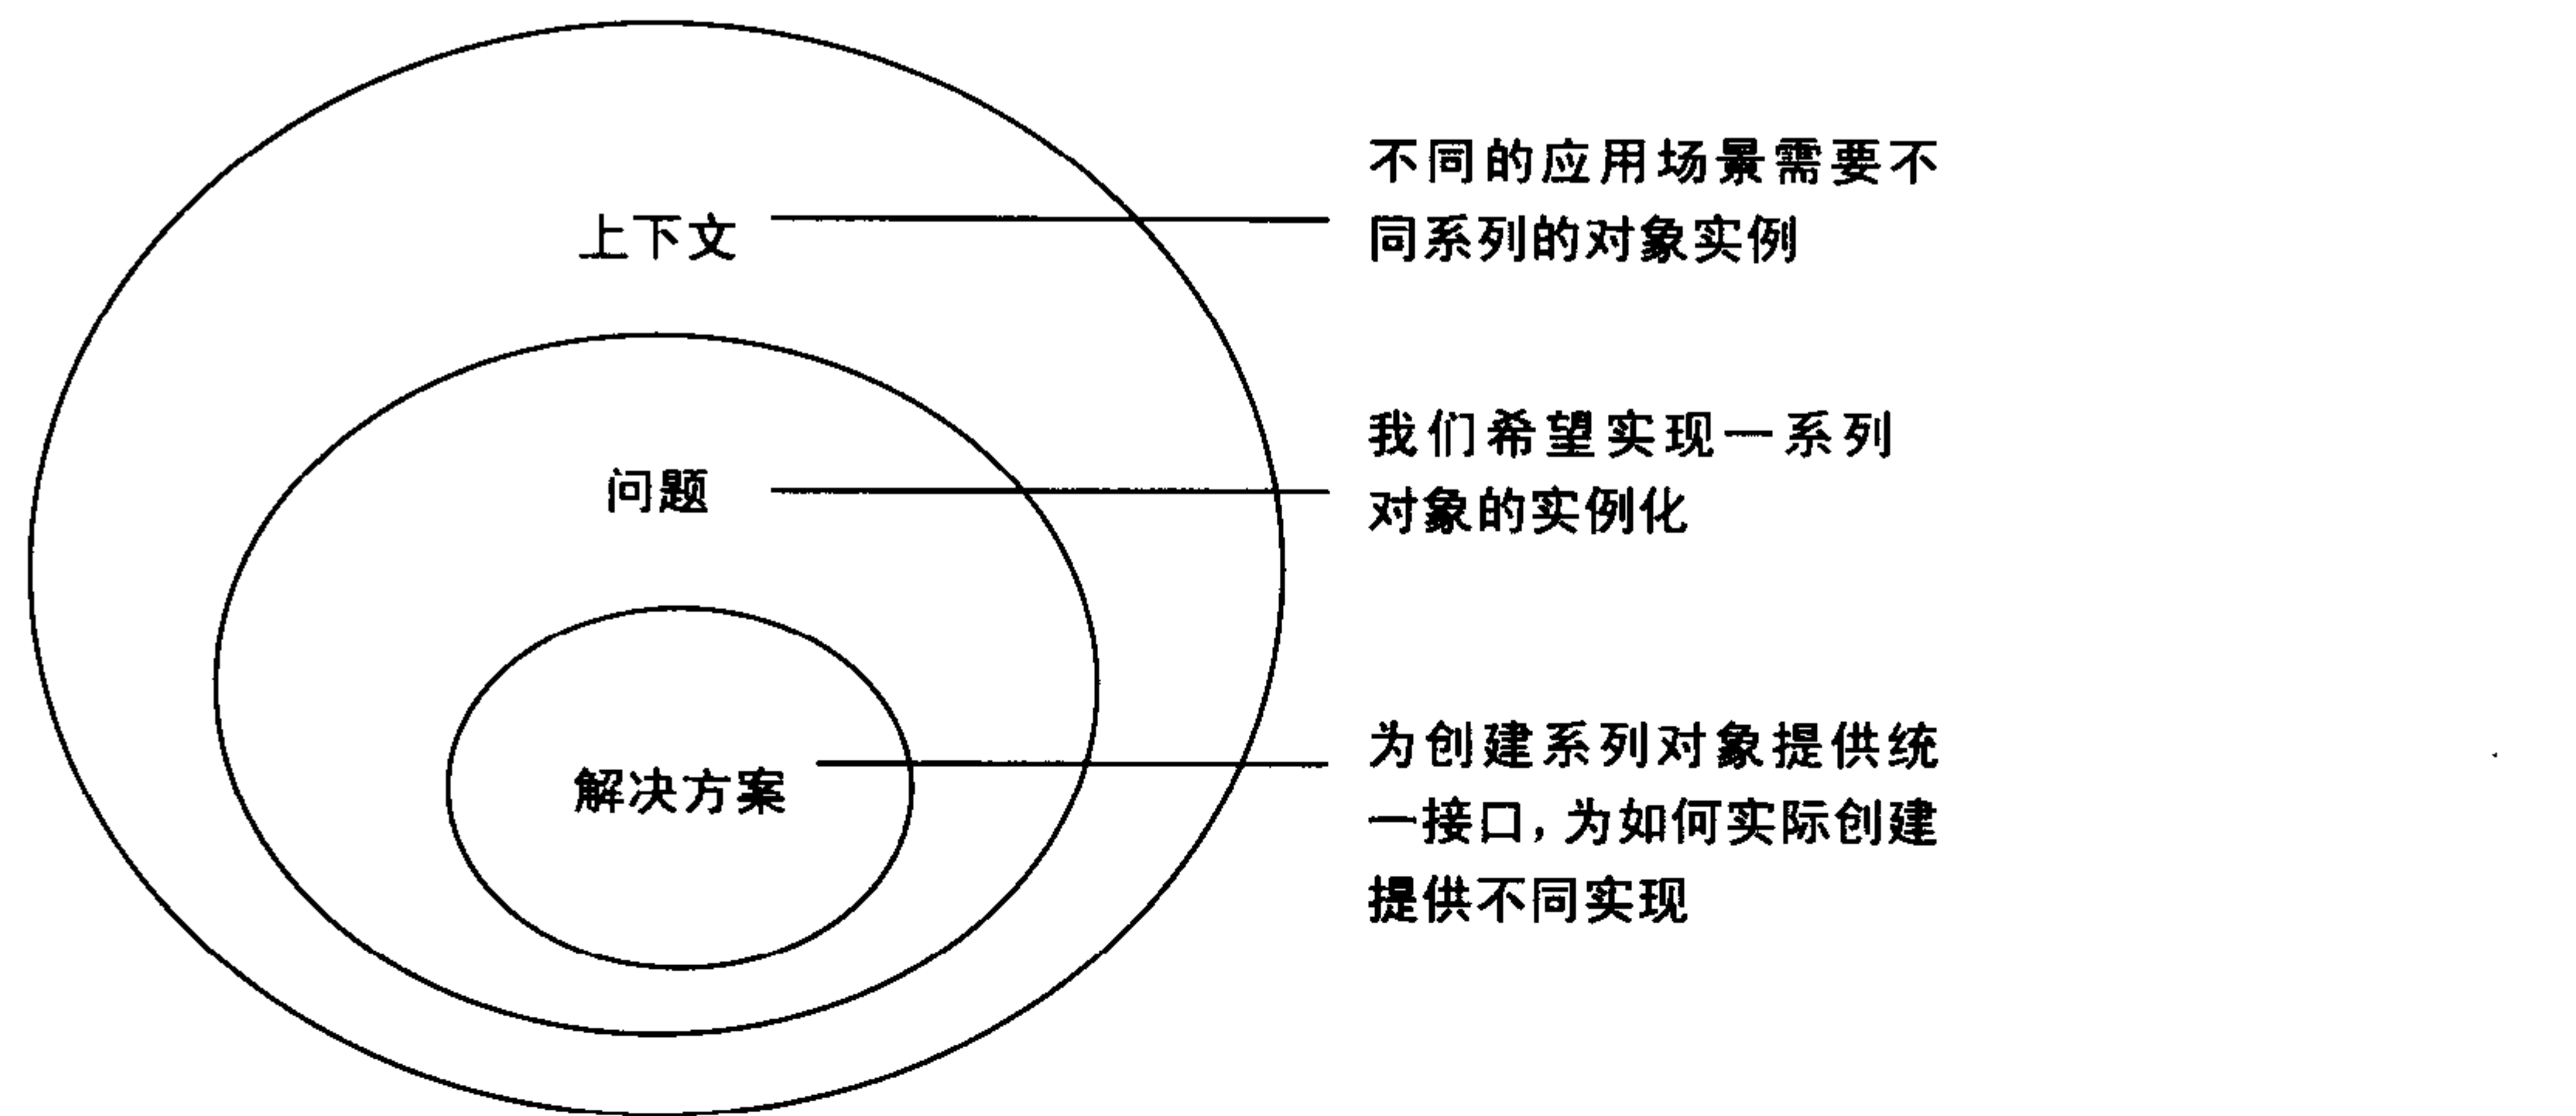 上下文
不同的应用场景需要不
同系列的对象实例
问题
我们希望实现一系列
对象的实例化
解决方案
为创建系列对象提供统
一接口,为如何实际创建
提供不同实现